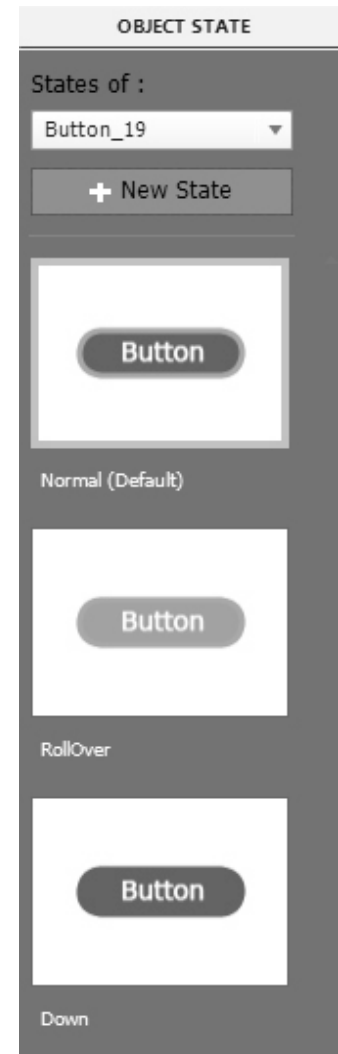 OBJECT STATE
States of :
Button_19
New State
Button
Normal (Default)
Button
RollOver
Button
Down